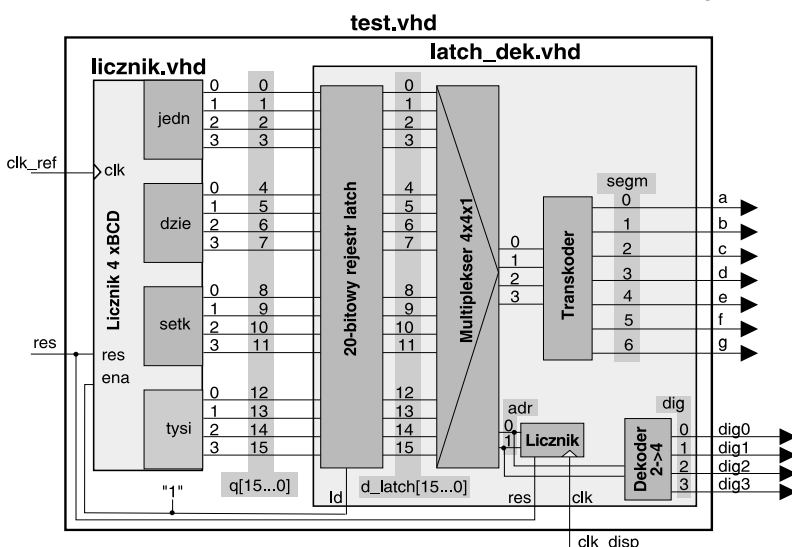 test.vhd
licznik.vhd
latch_dek.vhd
clk_ref
clk
Licznik 4 xBCD
jedn
0
1
2
3
0
1
2
3
dzie
0
1
2
3
4
5
6
7
setk
0
1
2
3
8
9
10
11
tysi
0
1
2
3
12
13
14
15
res
res
ena
"1"
q[15...0]
20-bitowy rejestr latch
ld
0
1
2
3
4
5
6
7
8
9
10
11
12
13
14
15
d_latch[15...0]
Multiplekser 4x4x1
0
1
2
3
Transkoder
segm
0
1
2
3
4
5
6
a
b
c
d
e
f
g
adr
0
1
Licznik
res
clk
clk_disp
Dekoder
2->4
dig
0
1
2
3
dig0
dig1
dig2
dig3